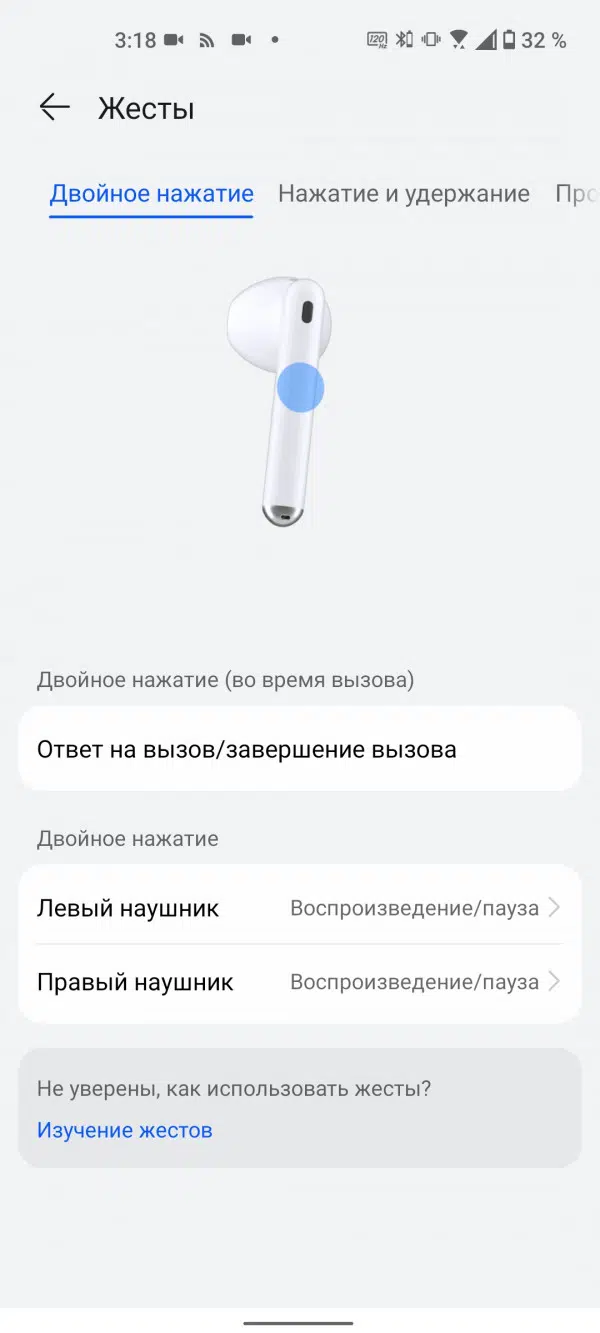 3:18
120 Hz
32 %
Жесты
Двойное нажатие
Нажатие и удержание
Про
Двойное нажатие (во время вызова)
Ответ на вызов/завершение вызова
Двойное нажатие
Левый наушник Воспроизведение/пауза
Правый наушник Воспроизведение/пауза
Не уверены, как использовать жесты?
Изучение жестов